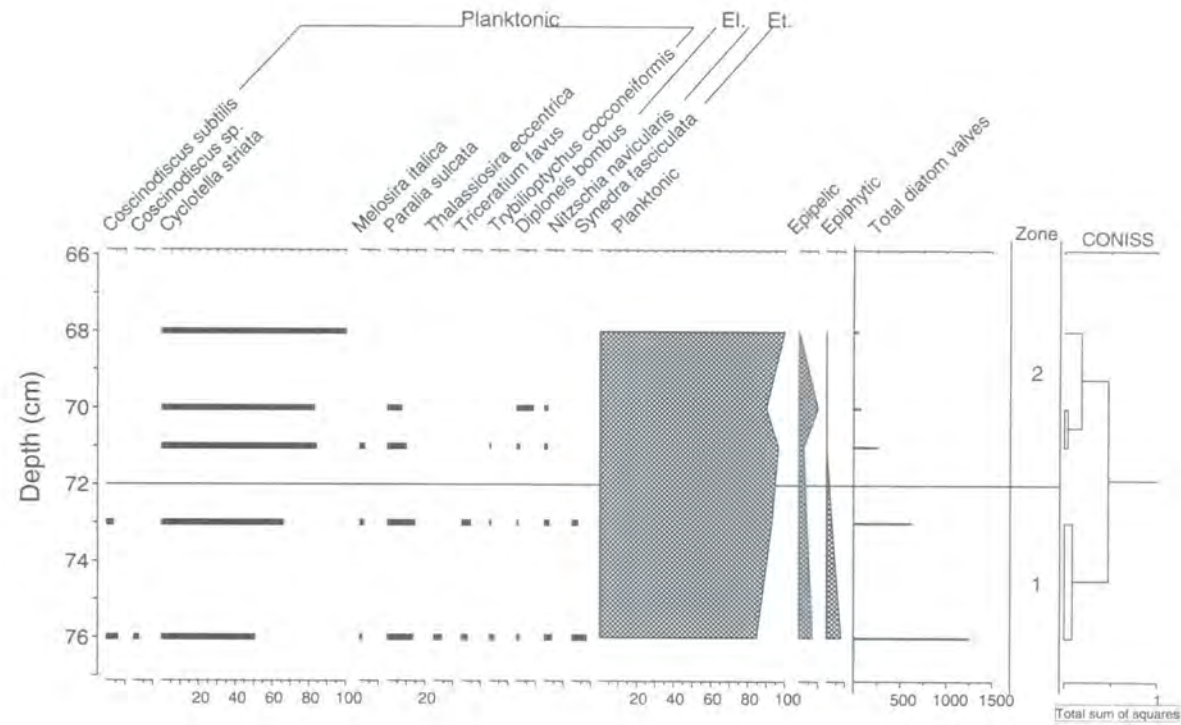 Planktonic El. Et.
Coscinodiscus subtilis
Coscinodiscus sp.
Cyclotella striata
Melosira italica
Paralia sulcata
Thalassiosira eccentrica
Triceratium favus
Trybilioptychus cocconeiformis
Diploneis bombus
Nitzschia navicularis
Synedra fasciculata
Planktonic
Epipelic
Epiphytic
Total diatom valves
Zone CONISS
66
68
70
72
74
76
Depth (cm)
2
1
20 40 60 80 100 20 20 40 60 80 100 500 1000 1500 1
Total sum of squares